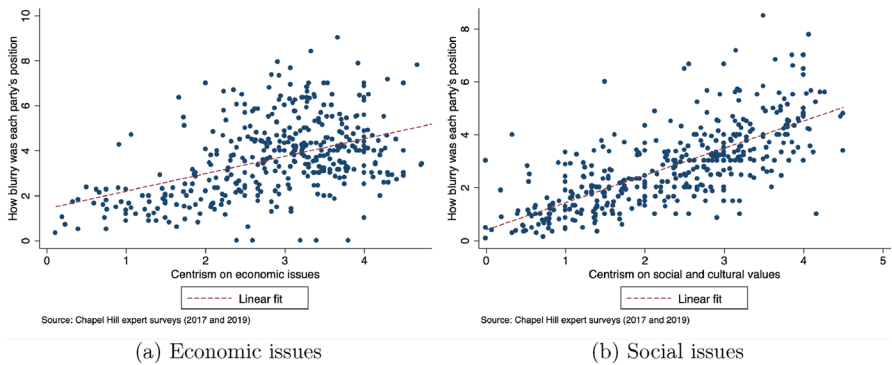 How blurry was each party's position
10
8
6
4
2
0
0 1 2 3 4
Centrism on economic issues
Linear fit
Source: Chapel Hill expert surveys (2017 and 2019)
(a) Economic issues
How blurry was each party's position
8
6
4
2
0
0 1 2 3 4 5
Centrism on social and cultural values
Linear fit
Source: Chapel Hill expert surveys (2017 and 2019)
(b) Social issues